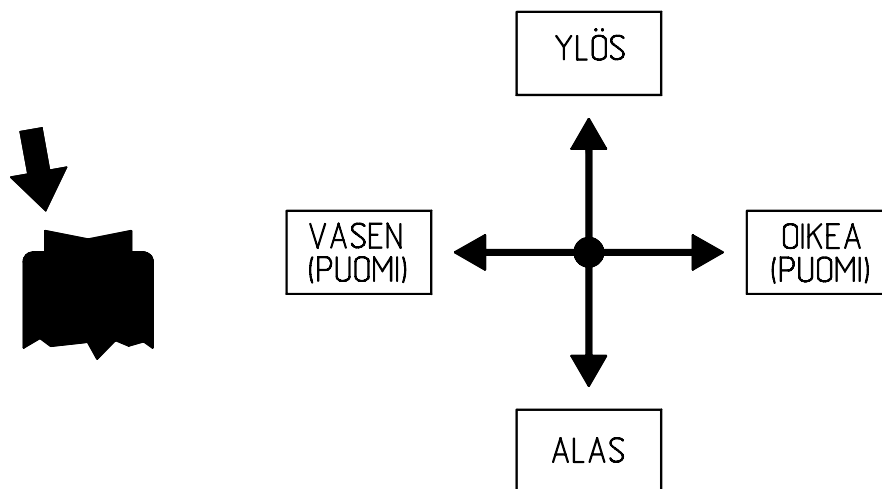 YLÖS
VASEN
(PUOMI)
OIKEA
(PUOMI)
ALAS